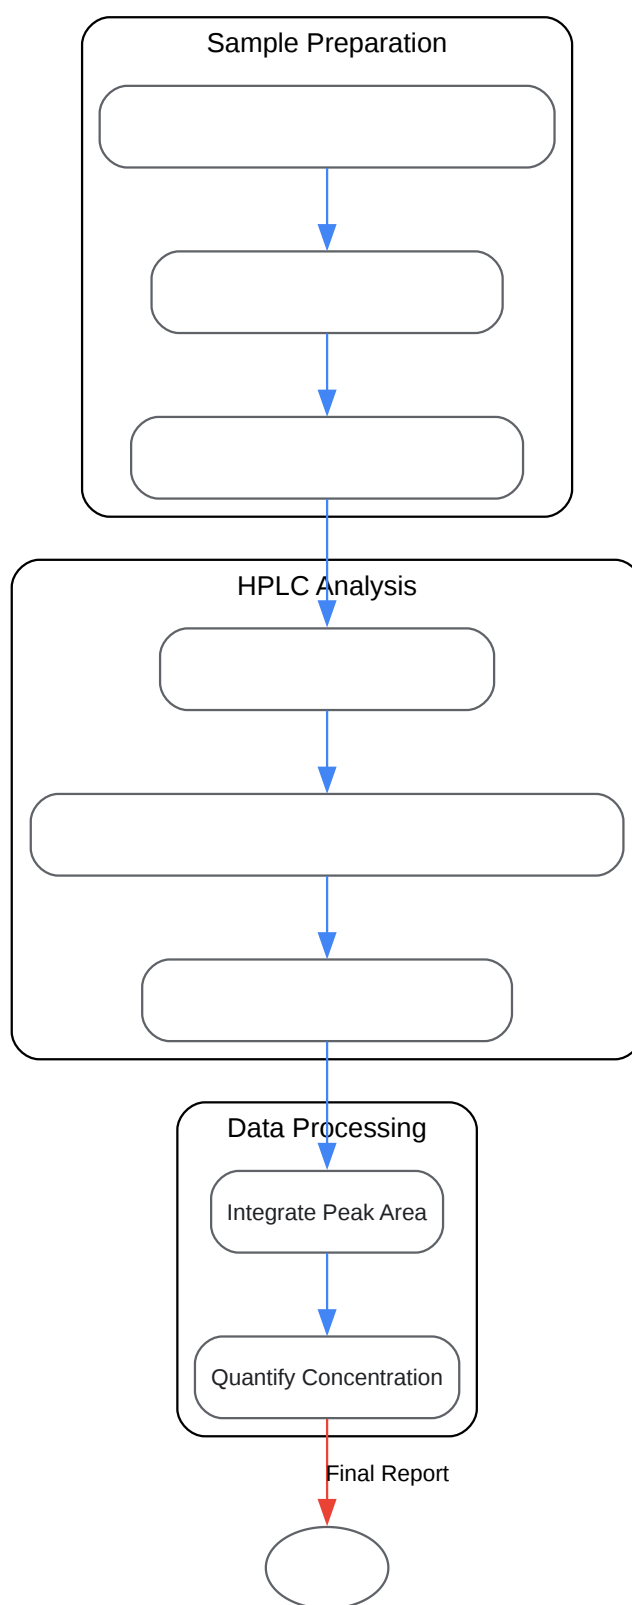 Sample Preparation
HPLC Analysis
Data Processing
Integrate Peak Area
Quantify Concentration
Final Report